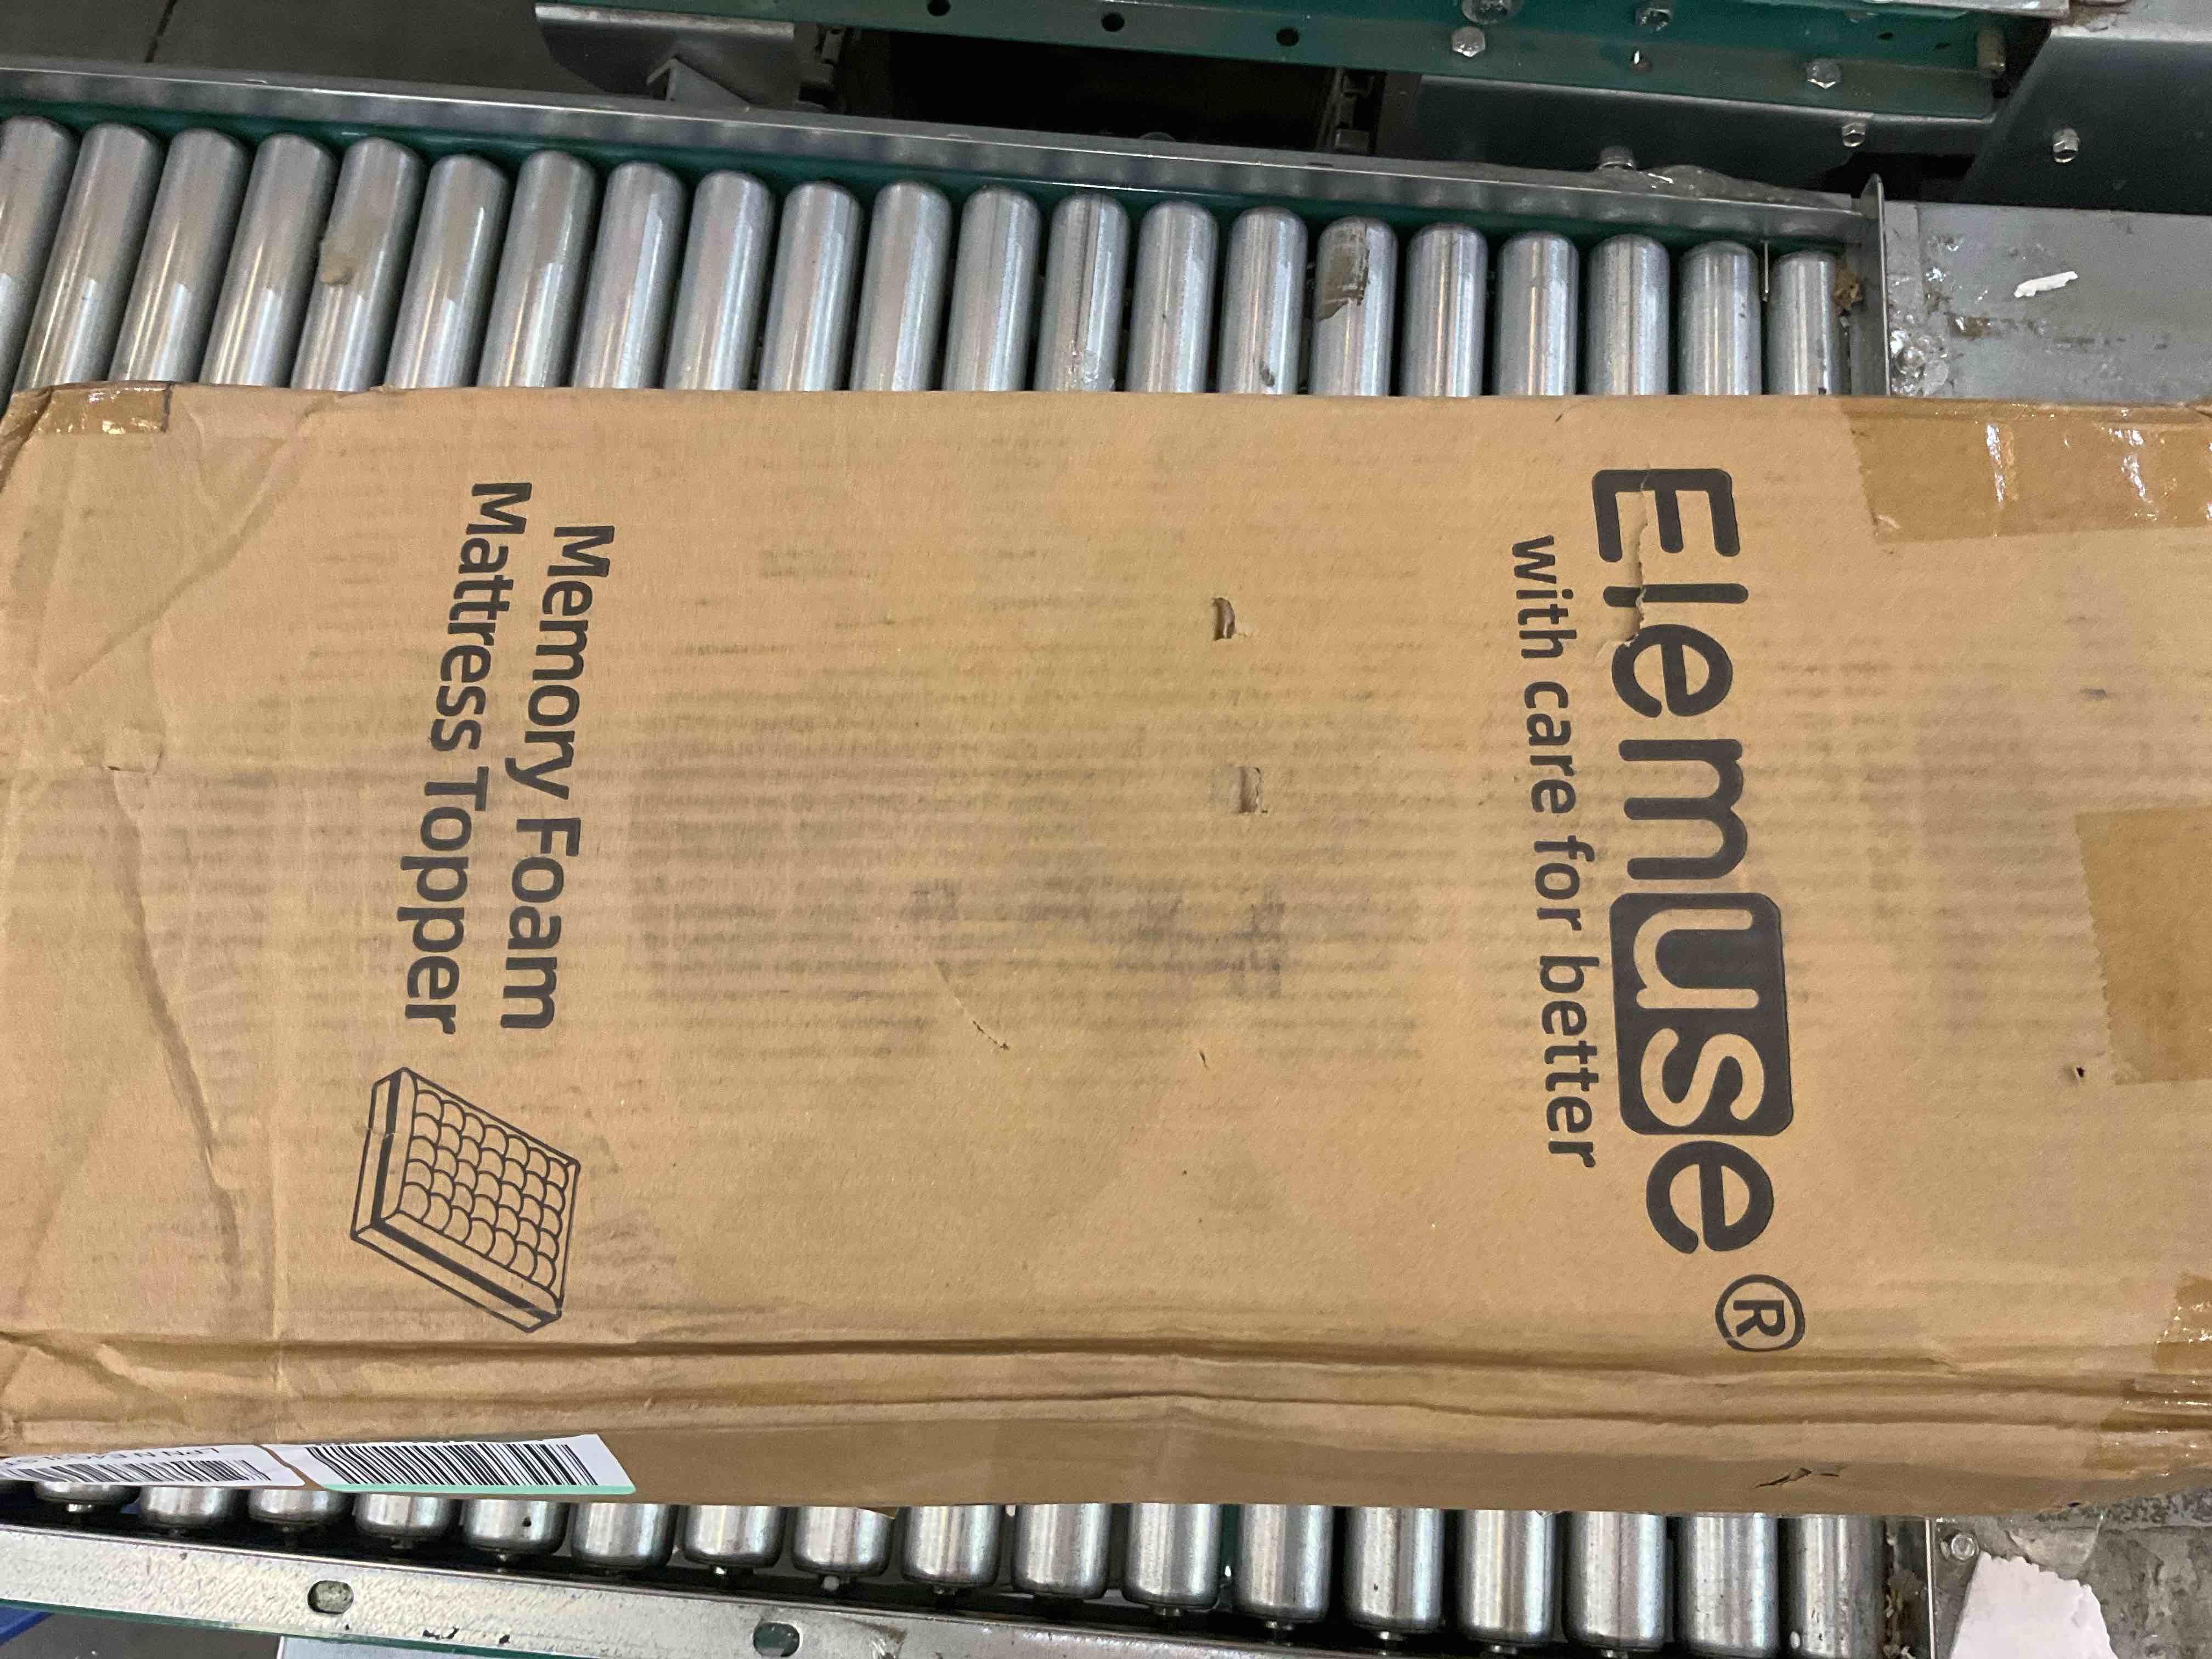 Elemuse®
with care for better
Memory Foam
Mattress Topper